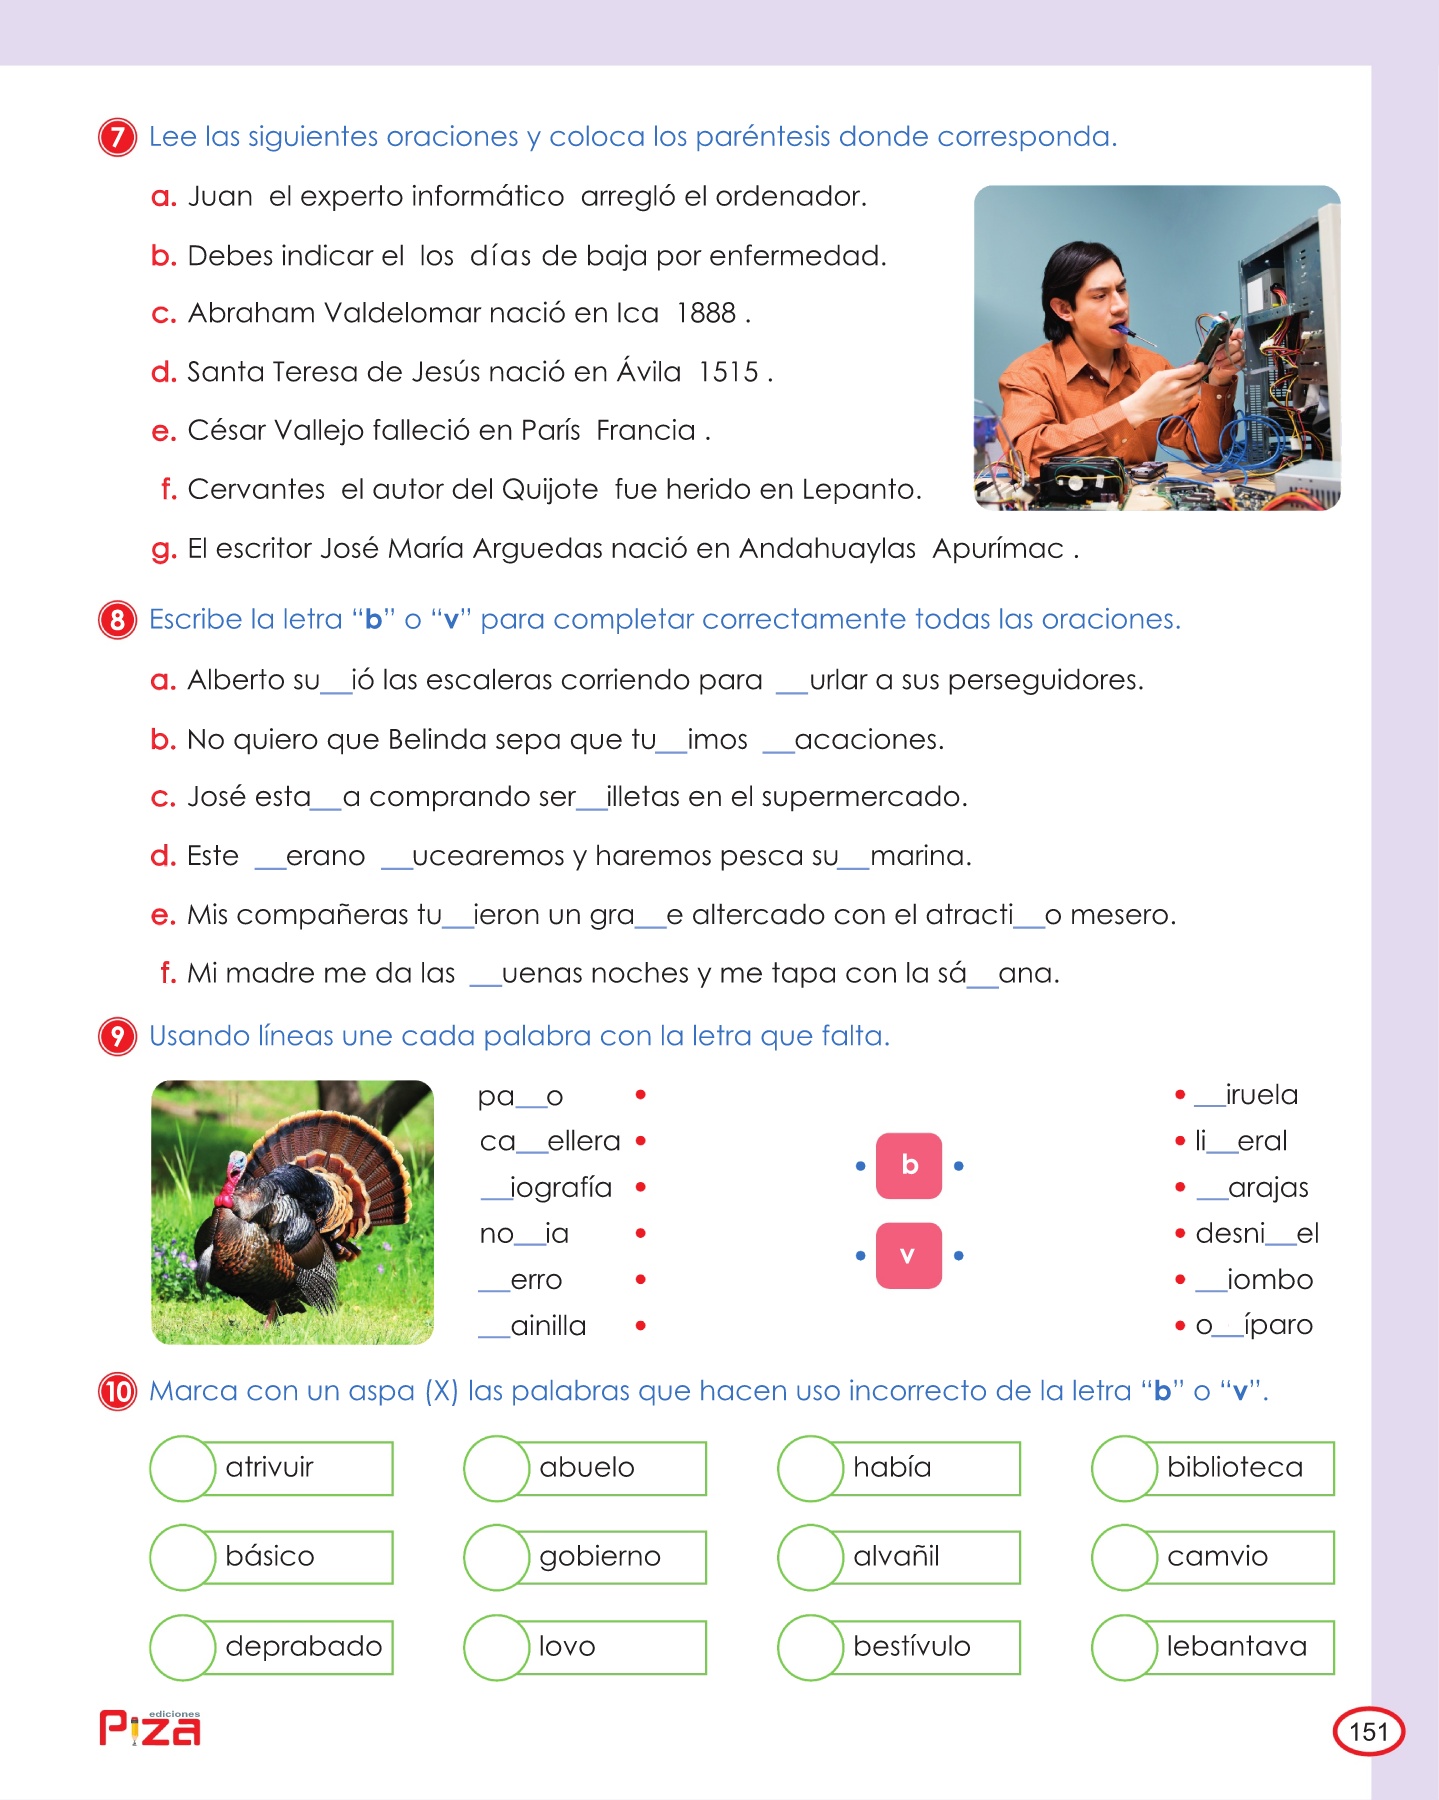 7 Lee las siguientes oraciones y coloca los paréntesis donde corresponda.
a. Juan el experto informático arregló el ordenador.
b. Debes indicar el los días de baja por enfermedad.
c. Abraham Valdelomar nació en Ica 1888 .
d. Santa Teresa de Jesús nació en Ávila 1515 .
e. César Vallejo falleció en París Francia .
f. Cervantes el autor del Quijote fue herido en Lepanto.
g. El escritor José María Arguedas nació en Andahuaylas Apurímac .
8 Escribe la letra “b” o “v” para completar correctamente todas las oraciones.
a. Alberto su__ió las escaleras corriendo para __urlar a sus perseguidores.
b. No quiero que Belinda sepa que tu__imos __acaciones.
c. José esta__a comprando ser__illetas en el supermercado.
d. Este __erano __ucearemos y haremos pesca su__marina.
e. Mis compañeras tu__ieron un gra__e altercado con el atracti__o mesero.
f. Mi madre me da las __uenas noches y me tapa con la sá__ana.
9 Usando líneas une cada palabra con la letra que falta.
pa__o
ca__ellera
__iografía
no__ia
__erro
__ainilla
b
v
__iruela
li__eral
__arajas
desni__el
__iombo
o__íparo
10 Marca con un aspa (X) las palabras que hacen uso incorrecto de la letra “b” o “v”.
atrivuir abuelo había biblioteca
básico gobierno alvañil camvio
deprabado lovo bestívulo lebantava
ediciones
Piza
151